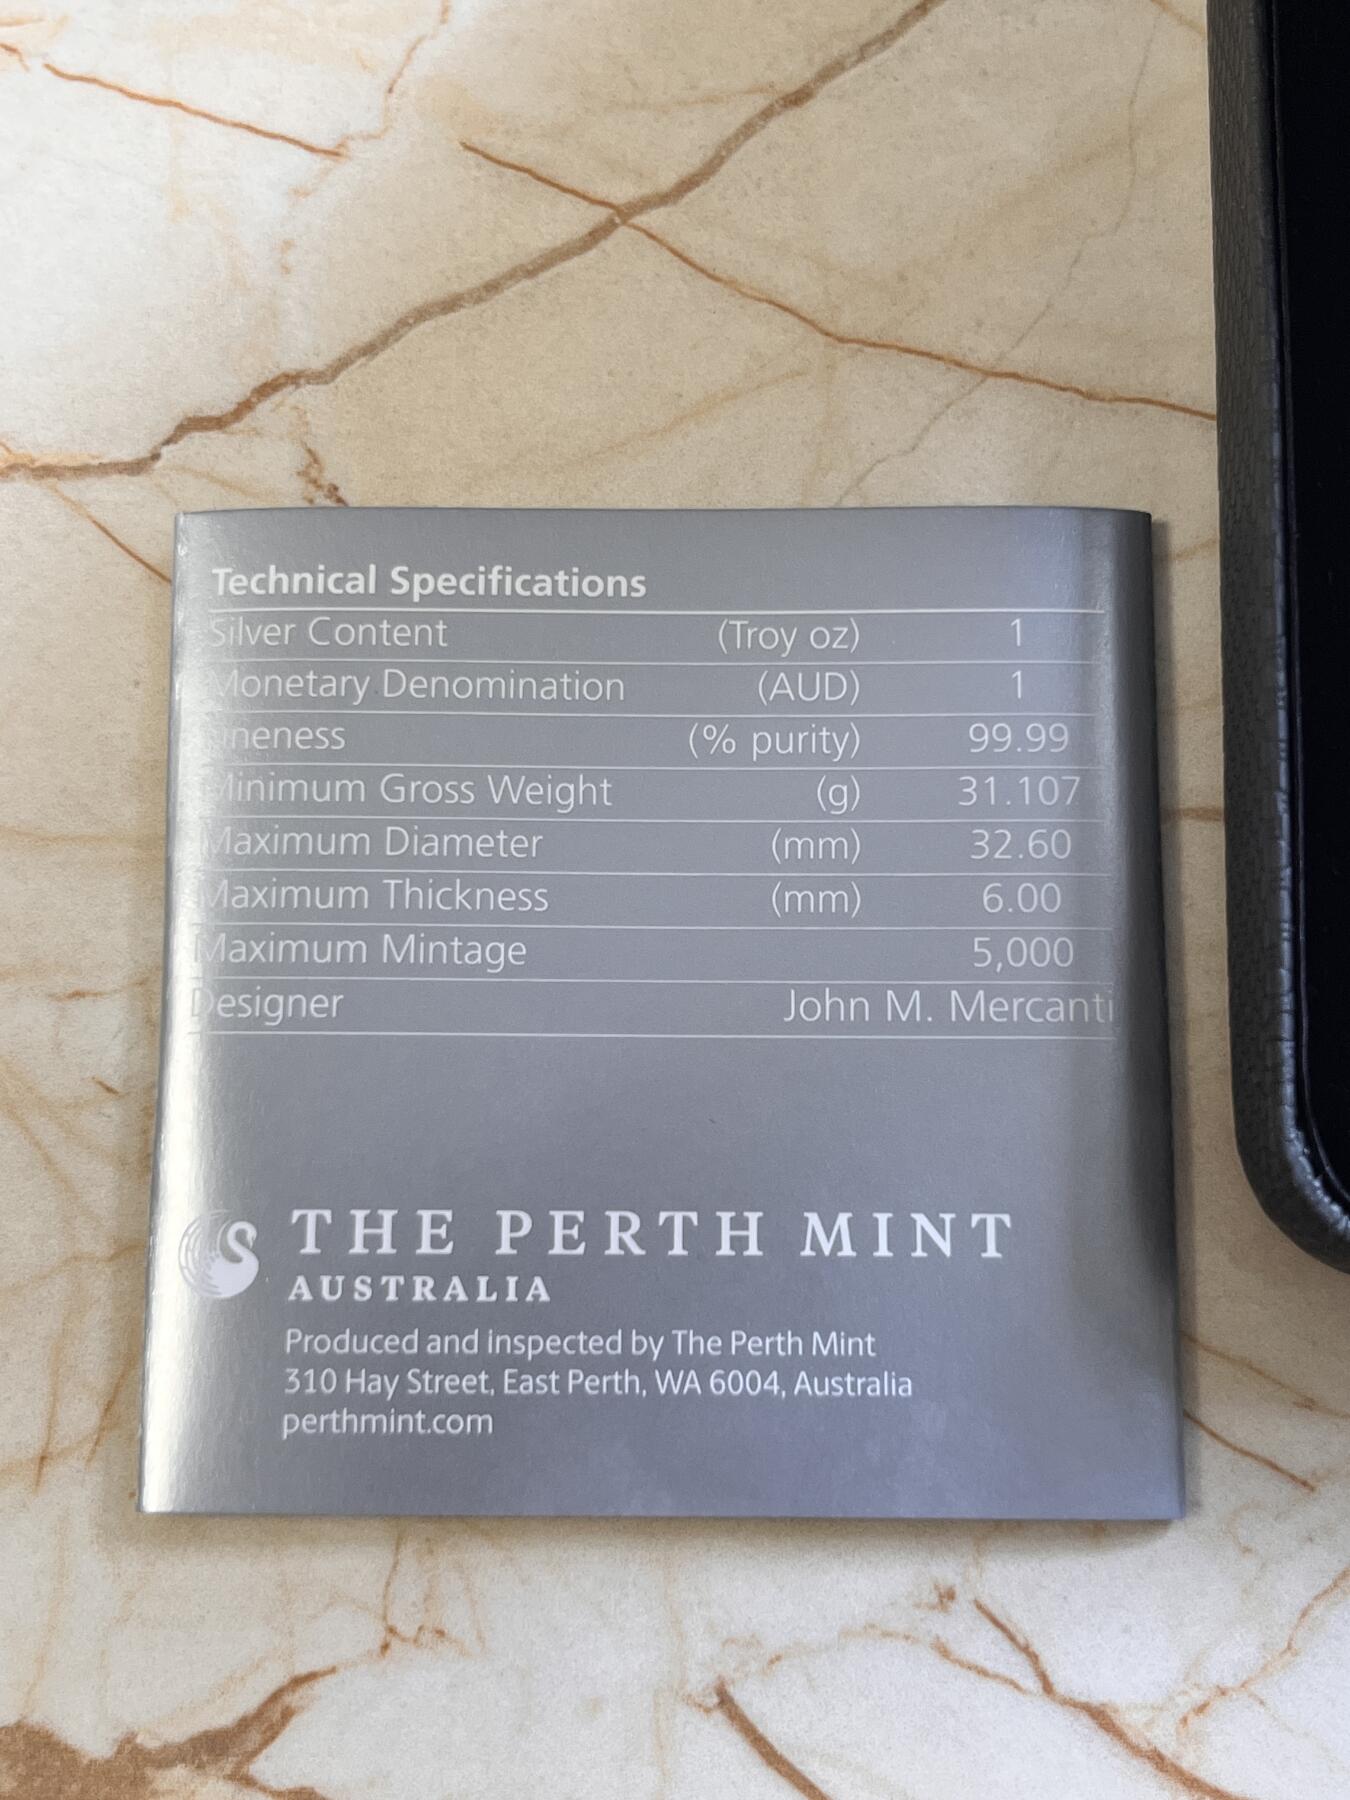 Technical Specifications
Silver Content (Troy oz) 1
Monetary Denomination (AUD) 1
Fineness (% purity) 99.99
Minimum Gross Weight (g) 31.107
Maximum Diameter (mm) 32.60
Maximum Thickness (mm) 6.00
Maximum Mintage 5,000
Designer John M. Mercanti
THE PERTH MINT
AUSTRALIA
Produced and inspected by The Perth Mint
310 Hay Street, East Perth, WA 6004, Australia
perthmint.com